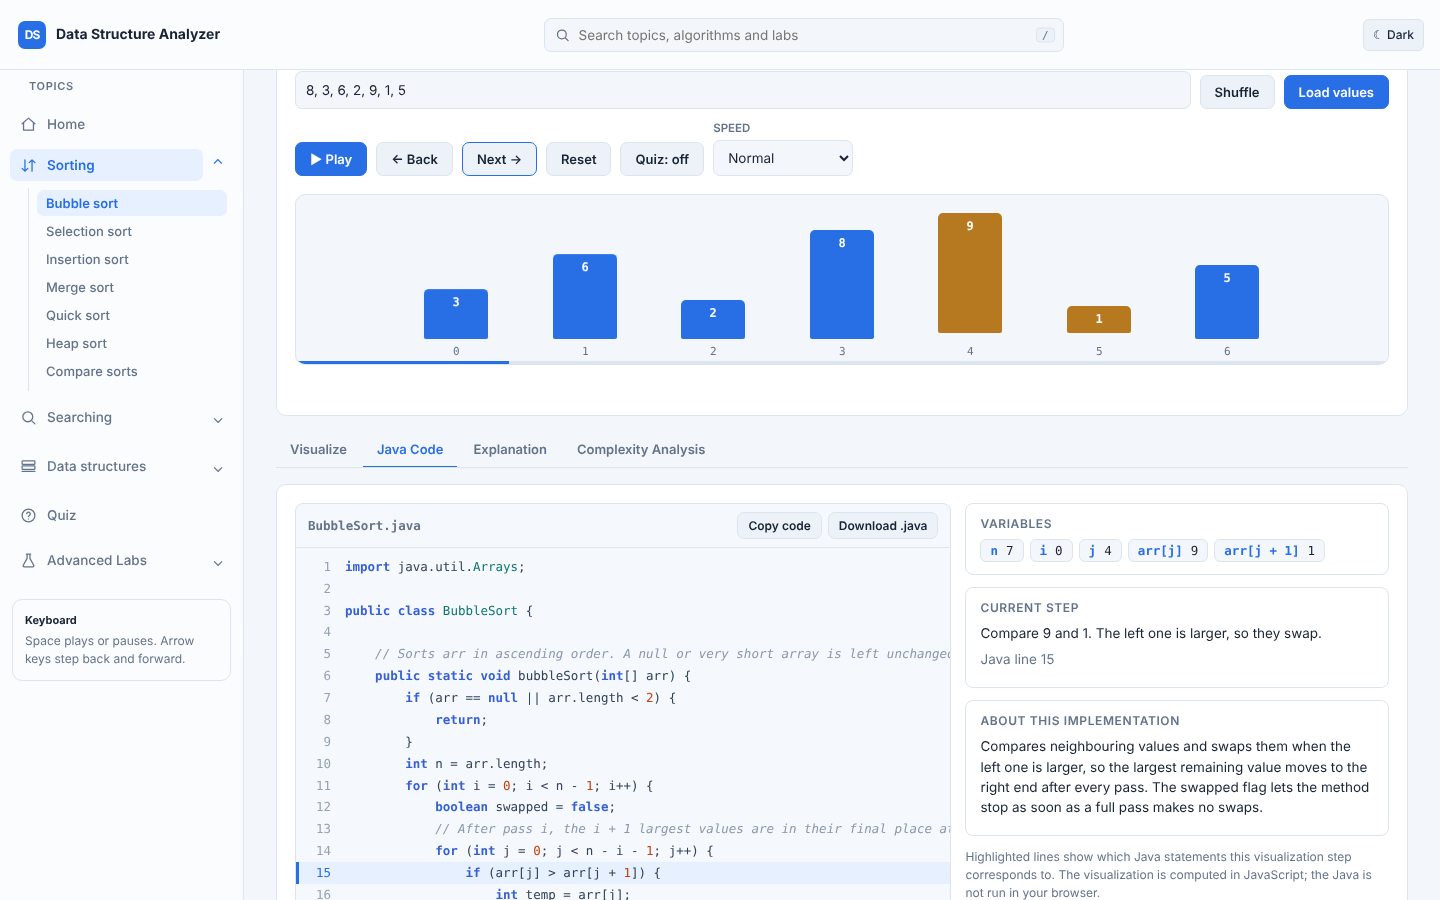 DS Data Structure Analyzer
Search topics, algorithms and labs /
☾ Dark
TOPICS
Home
Sorting
Bubble sort
Selection sort
Insertion sort
Merge sort
Quick sort
Heap sort
Compare sorts
Searching
Data structures
Quiz
Advanced Labs
Keyboard
Space plays or pauses. Arrow
keys step back and forward.
8, 3, 6, 2, 9, 1, 5
Shuffle
Load values
SPEED
▶ Play
← Back
Next →
Reset
Quiz: off
Normal
3 6 2 8 9 1 5
0 1 2 3 4 5 6
Visualize Java Code Explanation Complexity Analysis
BubbleSort.java
Copy code
Download .java
1 import java.util.Arrays;
2
3 public class BubbleSort {
4
5 // Sorts arr in ascending order. A null or very short array is left unchanged
6 public static void bubbleSort(int[] arr) {
7 if (arr == null || arr.length < 2) {
8 return;
9 }
10 int n = arr.length;
11 for (int i = 0; i < n - 1; i++) {
12 boolean swapped = false;
13 // After pass i, the i + 1 largest values are in their final place
14 for (int j = 0; j < n - i - 1; j++) {
15 if (arr[j] > arr[j + 1]) {
16 int temp = arr[j];
VARIABLES
n 7 i 0 j 4 arr[j] 9 arr[j + 1] 1
CURRENT STEP
Compare 9 and 1. The left one is larger, so they swap.
Java line 15
ABOUT THIS IMPLEMENTATION
Compares neighbouring values and swaps them when the
left one is larger, so the largest remaining value moves to the
right end after every pass. The swapped flag lets the method
stop as soon as a full pass makes no swaps.
Highlighted lines show which Java statements this visualization step
corresponds to. The visualization is computed in JavaScript; the Java is
not run in your browser.